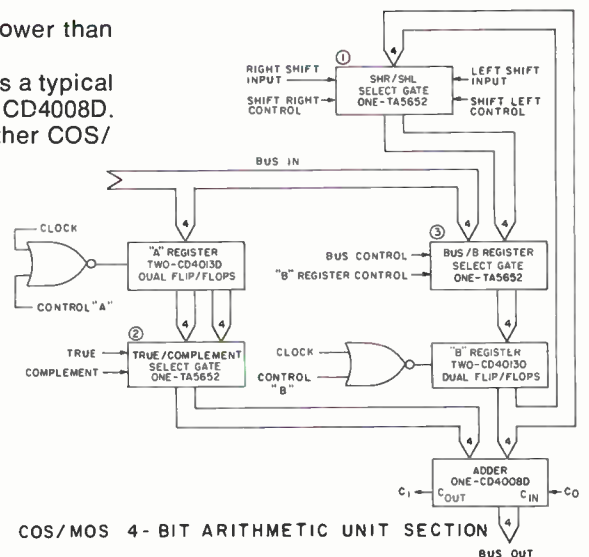 ower than
s a typical
CD4008D.
ther COS/
①
RIGHT SHIFT
INPUT
SHIFT RIGHT
CONTROL
4
SHR/SHL
SELECT GATE
ONE-TA5652
LEFT SHIFT
INPUT
SHIFT LEFT
CONTROL
BUS IN
CLOCK
CONTROL "A"
4
"A" REGISTER
TWO-CD4013D
DUAL FLIP/FLOPS
4 4
②
TRUE
COMPLEMENT
TRUE/COMPLEMENT
SELECT GATE
ONE-TA5652
4 4
③
BUS CONTROL
"B" REGISTER CONTROL
BUS/B REGISTER
SELECT GATE
ONE-TA5652
4
CLOCK
CONTROL
"B"
"B" REGISTER
TWO-CD4013D
DUAL FLIP/FLOPS
4 4
ADDER
ONE-CD4008D
C1 COUT CIN C0
4
COS/MOS 4-BIT ARITHMETIC UNIT SECTION
BUS OUT